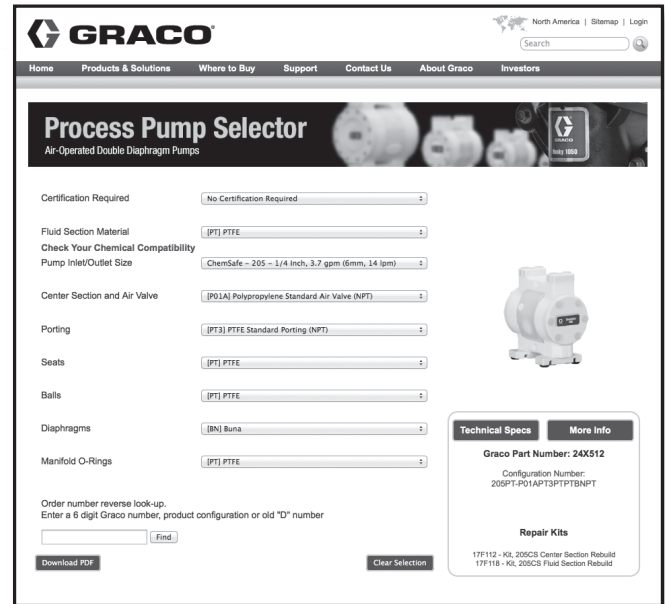 GRACO
North America | Sitemap | Login
Search
Home Products & Solutions Where to Buy Support Contact Us About Graco Investors
Process Pump Selector
Air-Operated Double Diaphragm Pumps
GRACO
Certification Required No Certification Required
Fluid Section Material [PT] PTFE
Check Your Chemical Compatibility
Pump Inlet/Outlet Size ChemSafe – 205 – 1/4 Inch, 3.7 gpm (6mm, 14 lpm)
Center Section and Air Valve [P01A] Polypropylene Standard Air Valve (NPT)
Porting [PT3] PTFE Standard Porting (NPT)
Seats [PT] PTFE
Balls [PT] PTFE
Diaphragms [BN] Buna
Manifold O-Rings [PT] PTFE
Technical Specs More Info
Graco Part Number: 24X512
Configuration Number:
205PT-P01APT3PTPTBNPT
Repair Kits
17F112 - Kit, 205CS Center Section Rebuild
17F118 - Kit, 205CS Fluid Section Rebuild
Order number reverse look-up.
Enter a 6 digit Graco number, product configuration or old "D" number
Find
Download PDF Clear Selection